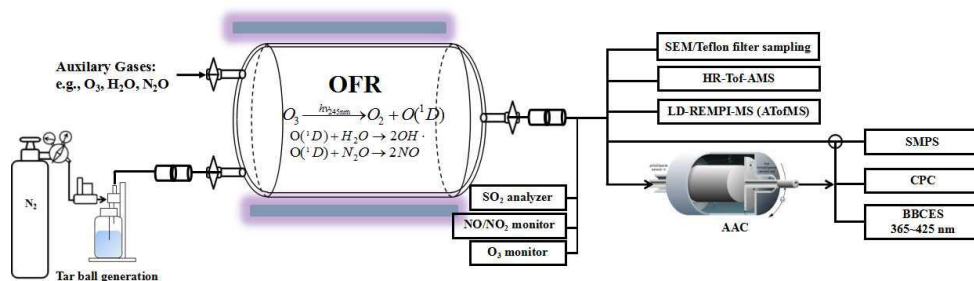 Auxilary Gases:
e.g., O₃, H₂O, N₂O
N₂
Tar ball generation
OFR
O₃ —hν₂₄₅ₙₘ→ O₂ + O(¹D)
O(¹D) + H₂O → 2OH ·
O(¹D) + N₂O → 2NO
SO₂ analyzer
NO/NO₂ monitor
O₃ monitor
SEM/Teflon filter sampling
HR-Tof-AMS
LD-REMPI-MS (ATofMS)
AAC
SMPS
CPC
BBCES
365~425 nm